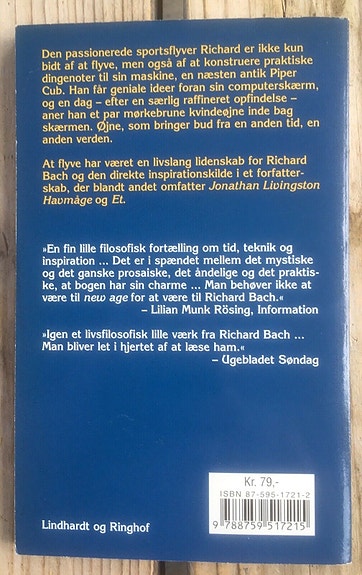 Den passionerede sportsflyver Richard er ikke kun
bidt af at flyve, men også af at konstruere praktiske
dingenoter til sin maskine, en næsten antik Piper
Cub. Han får geniale ideer foran sin computerskærm,
og en dag – efter en særlig raffineret opfindelse –
aner han et par mørkebrune kvindeøjne inde bag
skærmen. Øjne, som bringer bud fra en anden tid, en
anden verden.
At flyve har været en livslang lidenskab for Richard
Bach og den direkte inspirationskilde i et forfatter-
skab, der blandt andet omfatter Jonathan Livingston
Havmåge og Et.
»En fin lille filosofisk fortælling om tid, teknik og
inspiration ... Det er i spændet mellem det mystiske
og det ganske prosaiske, det åndelige og det prakti-
ske, at bogen har sin charme ... Man behøver ikke at
være til new age for at være til Richard Bach.«
– Lilian Munk Rösing, Information
»Igen et livsfilosofisk lille værk fra Richard Bach ...
Man bliver let i hjertet af at læse ham.«
– Ugebladet Søndag
Kr. 79,-
ISBN 87-595-1721-2
9 788759 517215
Lindhardt og Ringhof